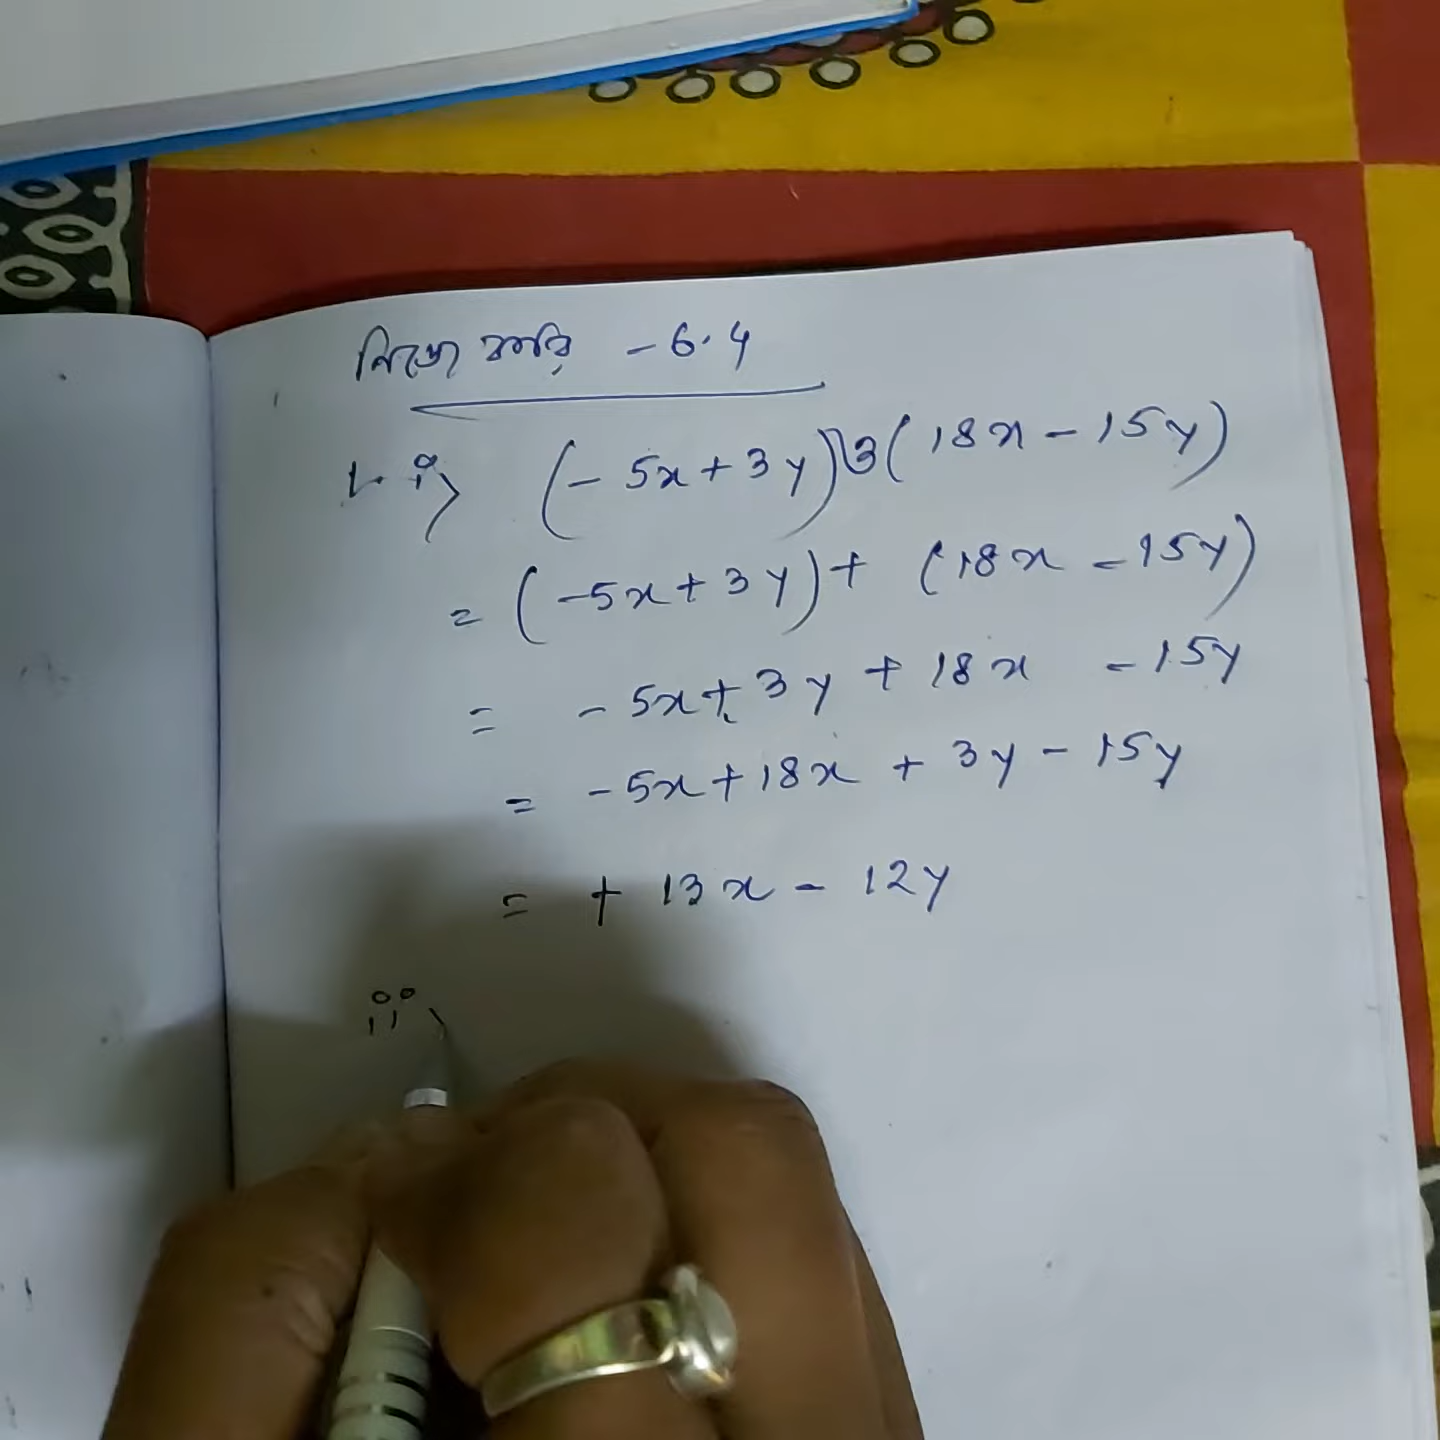 নিজে করি - 6.4
1. i) (- 5x + 3y) ও (18x - 15y)
= (-5x + 3y) + (18x - 15y)
= - 5x + 3y + 18x - 15y
= - 5x + 18x + 3y - 15y
= + 13x - 12y
ii)